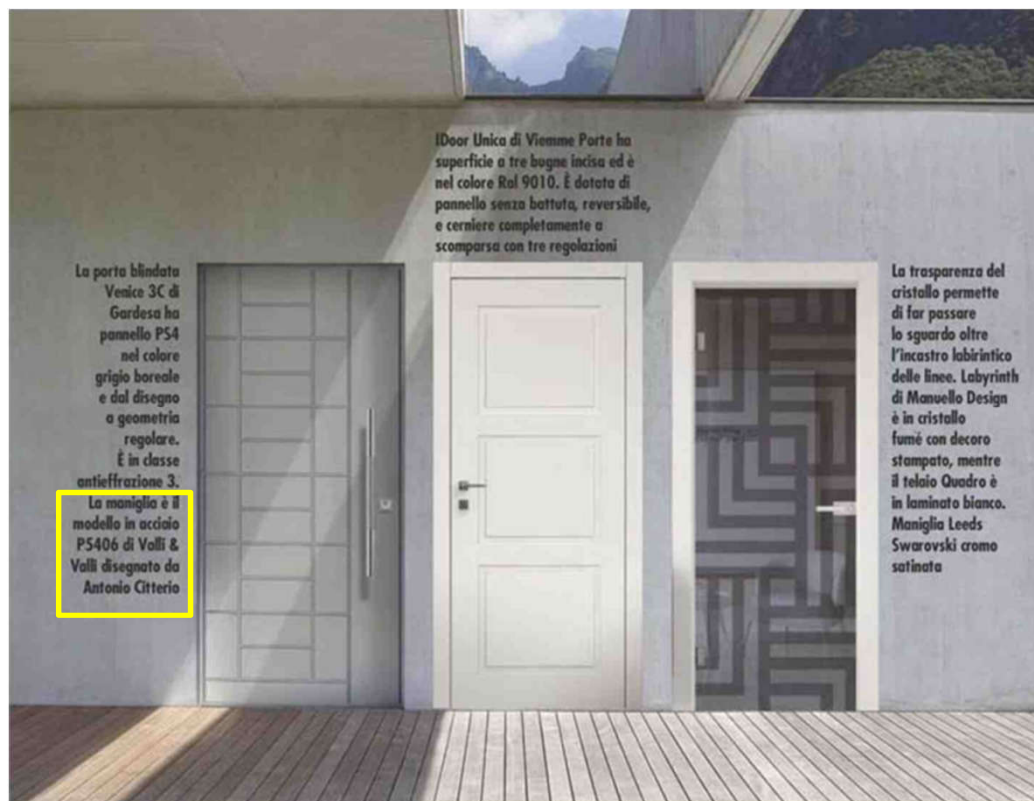 IDoor Unica di Viemme Porte ha
superficie a tre bugne incisa ed è
nel colore Ral 9010. È dotata di
pannello senza battuta, reversibile,
e cerniere completamente a
scomparsa con tre regolazioni
La porta blindata
Venice 3C di
Gardesa ha
pannello PS4
nel colore
grigio boreale
e dal disegno
a geometria
regolare.
È in classe
antieffrazione 3.
La maniglia è il
modello in acciaio
P5406 di Valli &
Valli disegnato da
Antonio Citterio
La trasparenza del
cristallo permette
di far passare
lo sguardo oltre
l'incastro labirintico
delle linee. Labyrinth
di Manuello Design
è in cristallo
fumé con decoro
stampato, mentre
il telaio Quadro è
in laminato bianco.
Maniglia Leeds
Swarovski cromo
satinata